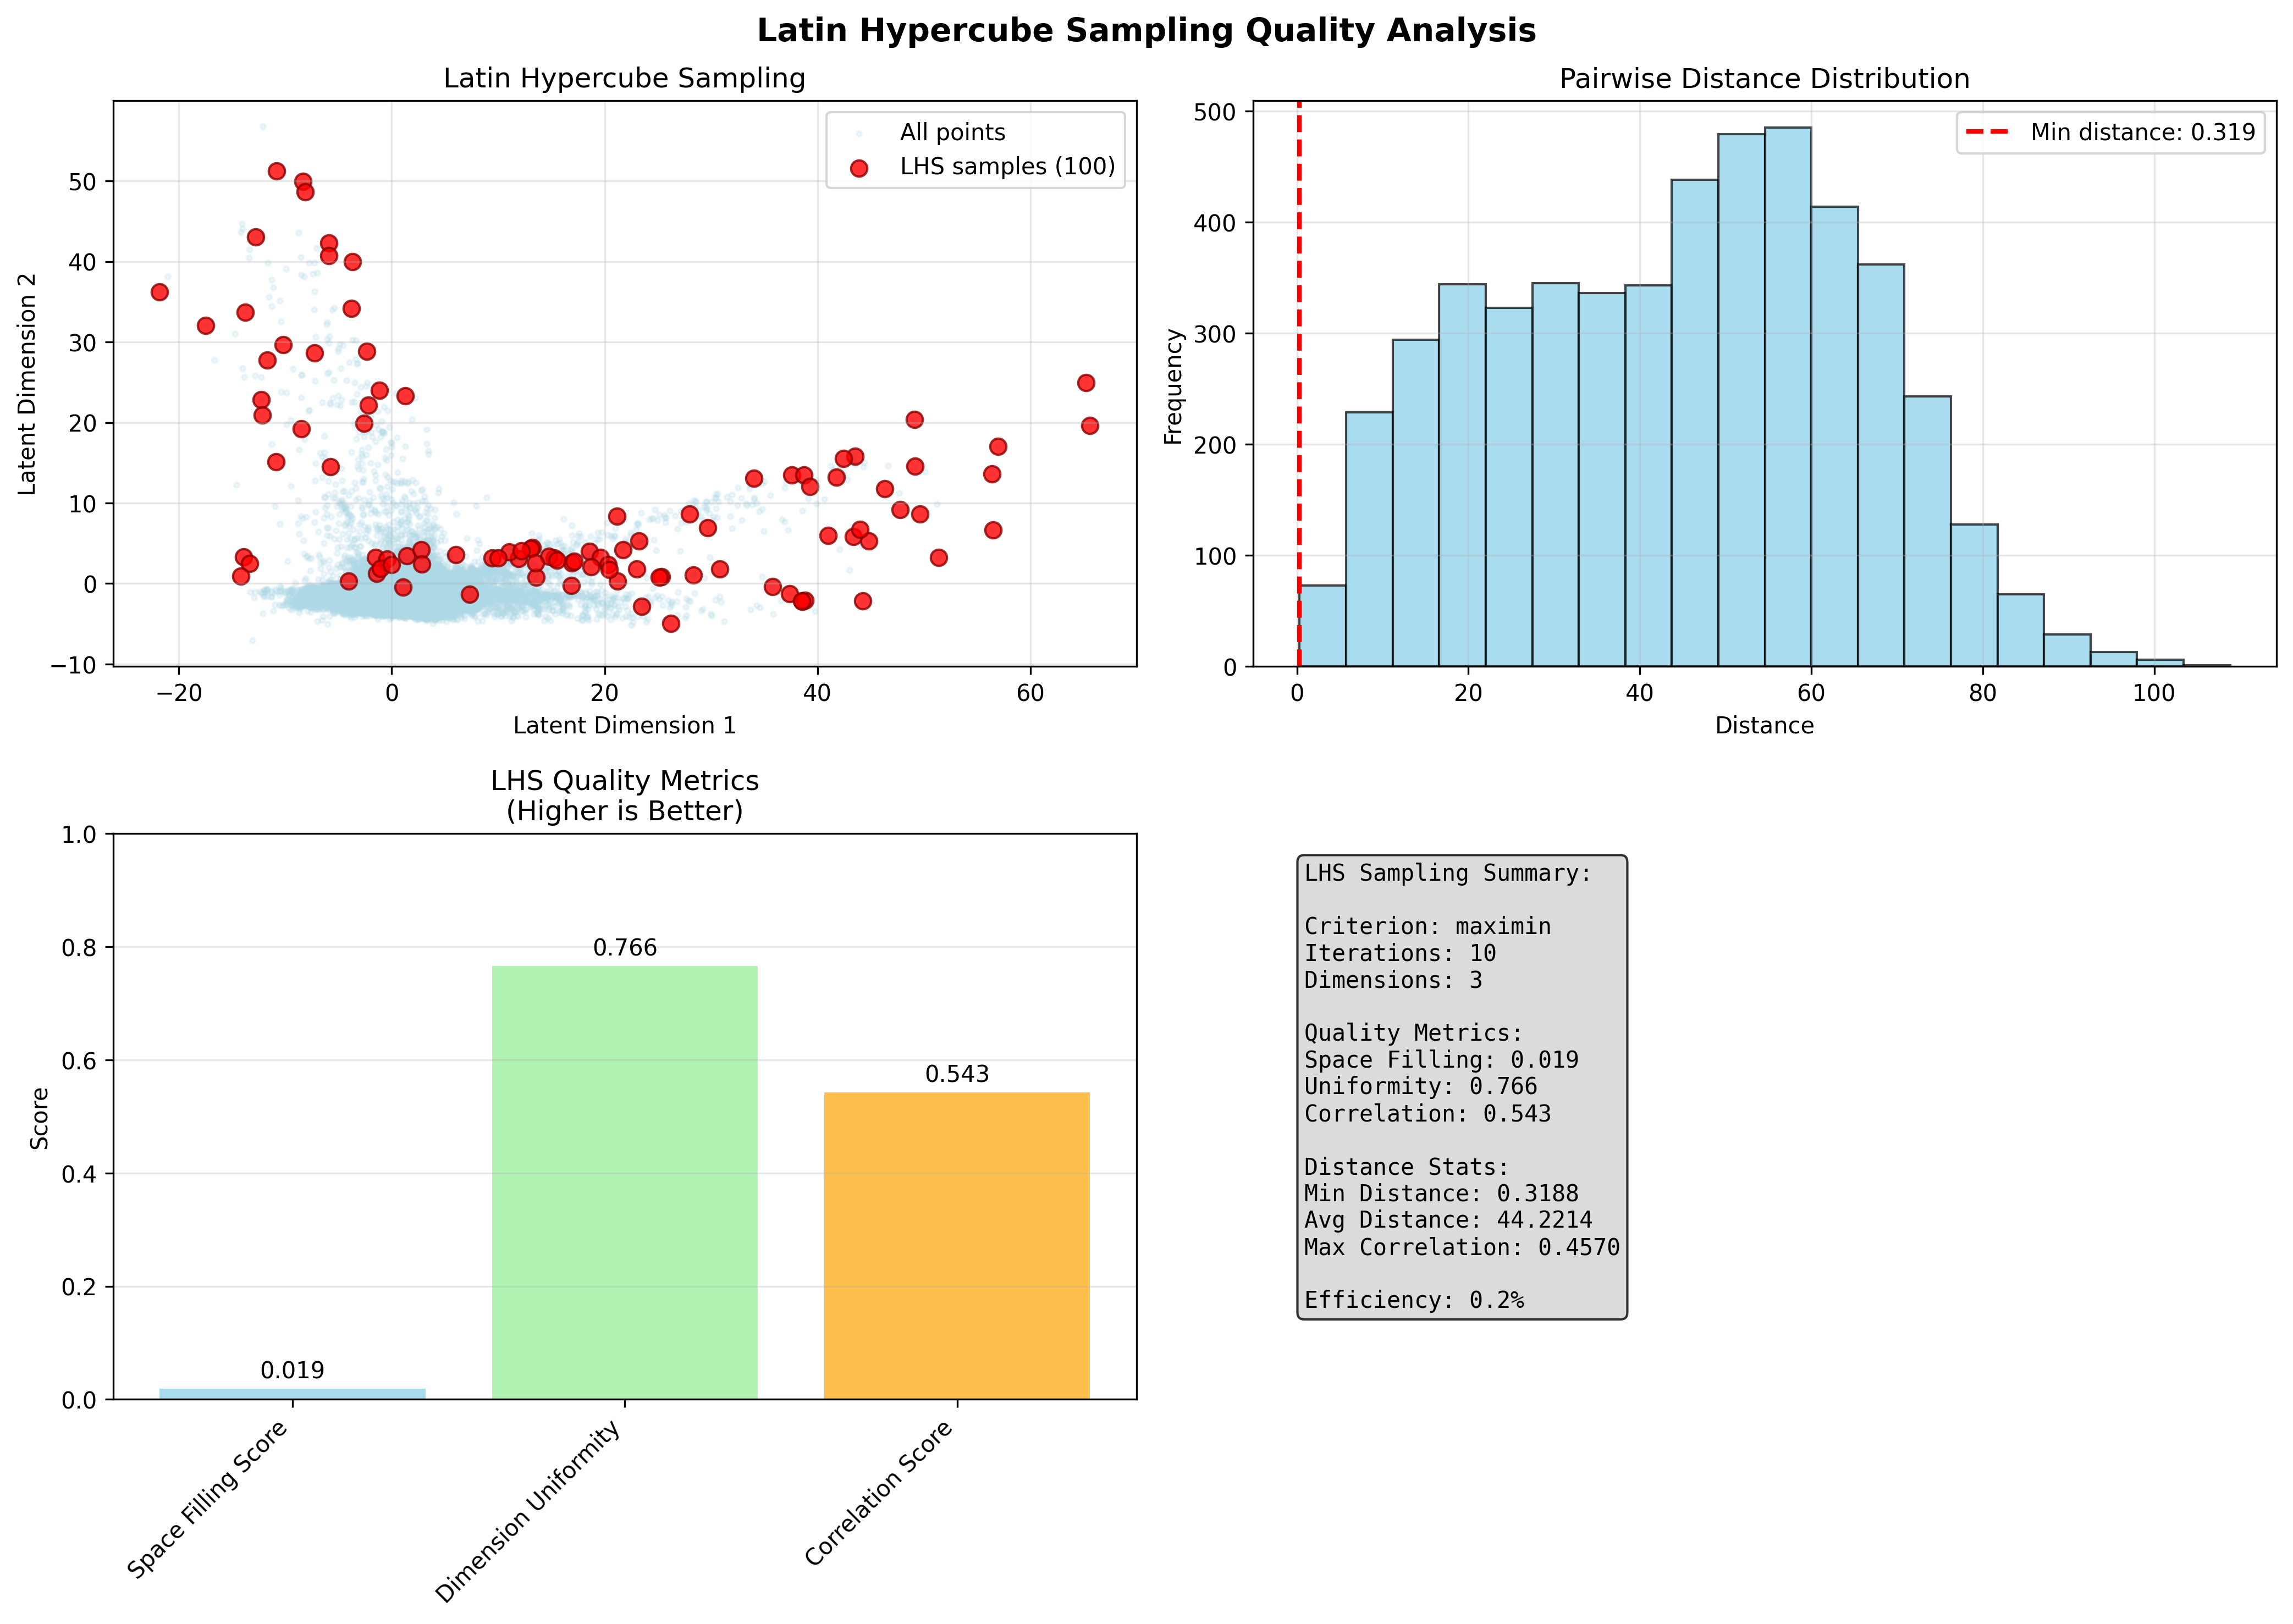 Latin Hypercube Sampling Quality Analysis
Latin Hypercube Sampling
All points
LHS samples (100)
50
40
30
20
10
0
−10
Latent Dimension 2
−20
0
20
40
60
Latent Dimension 1
Pairwise Distance Distribution
Min distance: 0.319
500
400
300
200
100
0
Frequency
0
20
40
60
80
100
Distance
LHS Quality Metrics
(Higher is Better)
1.0
0.8
0.6
0.4
0.2
0.0
Score
0.019
0.766
0.543
Space Filling Score
Dimension Uniformity
Correlation Score
LHS Sampling Summary:
Criterion: maximin
Iterations: 10
Dimensions: 3
Quality Metrics:
Space Filling: 0.019
Uniformity: 0.766
Correlation: 0.543
Distance Stats:
Min Distance: 0.3188
Avg Distance: 44.2214
Max Correlation: 0.4570
Efficiency: 0.2%